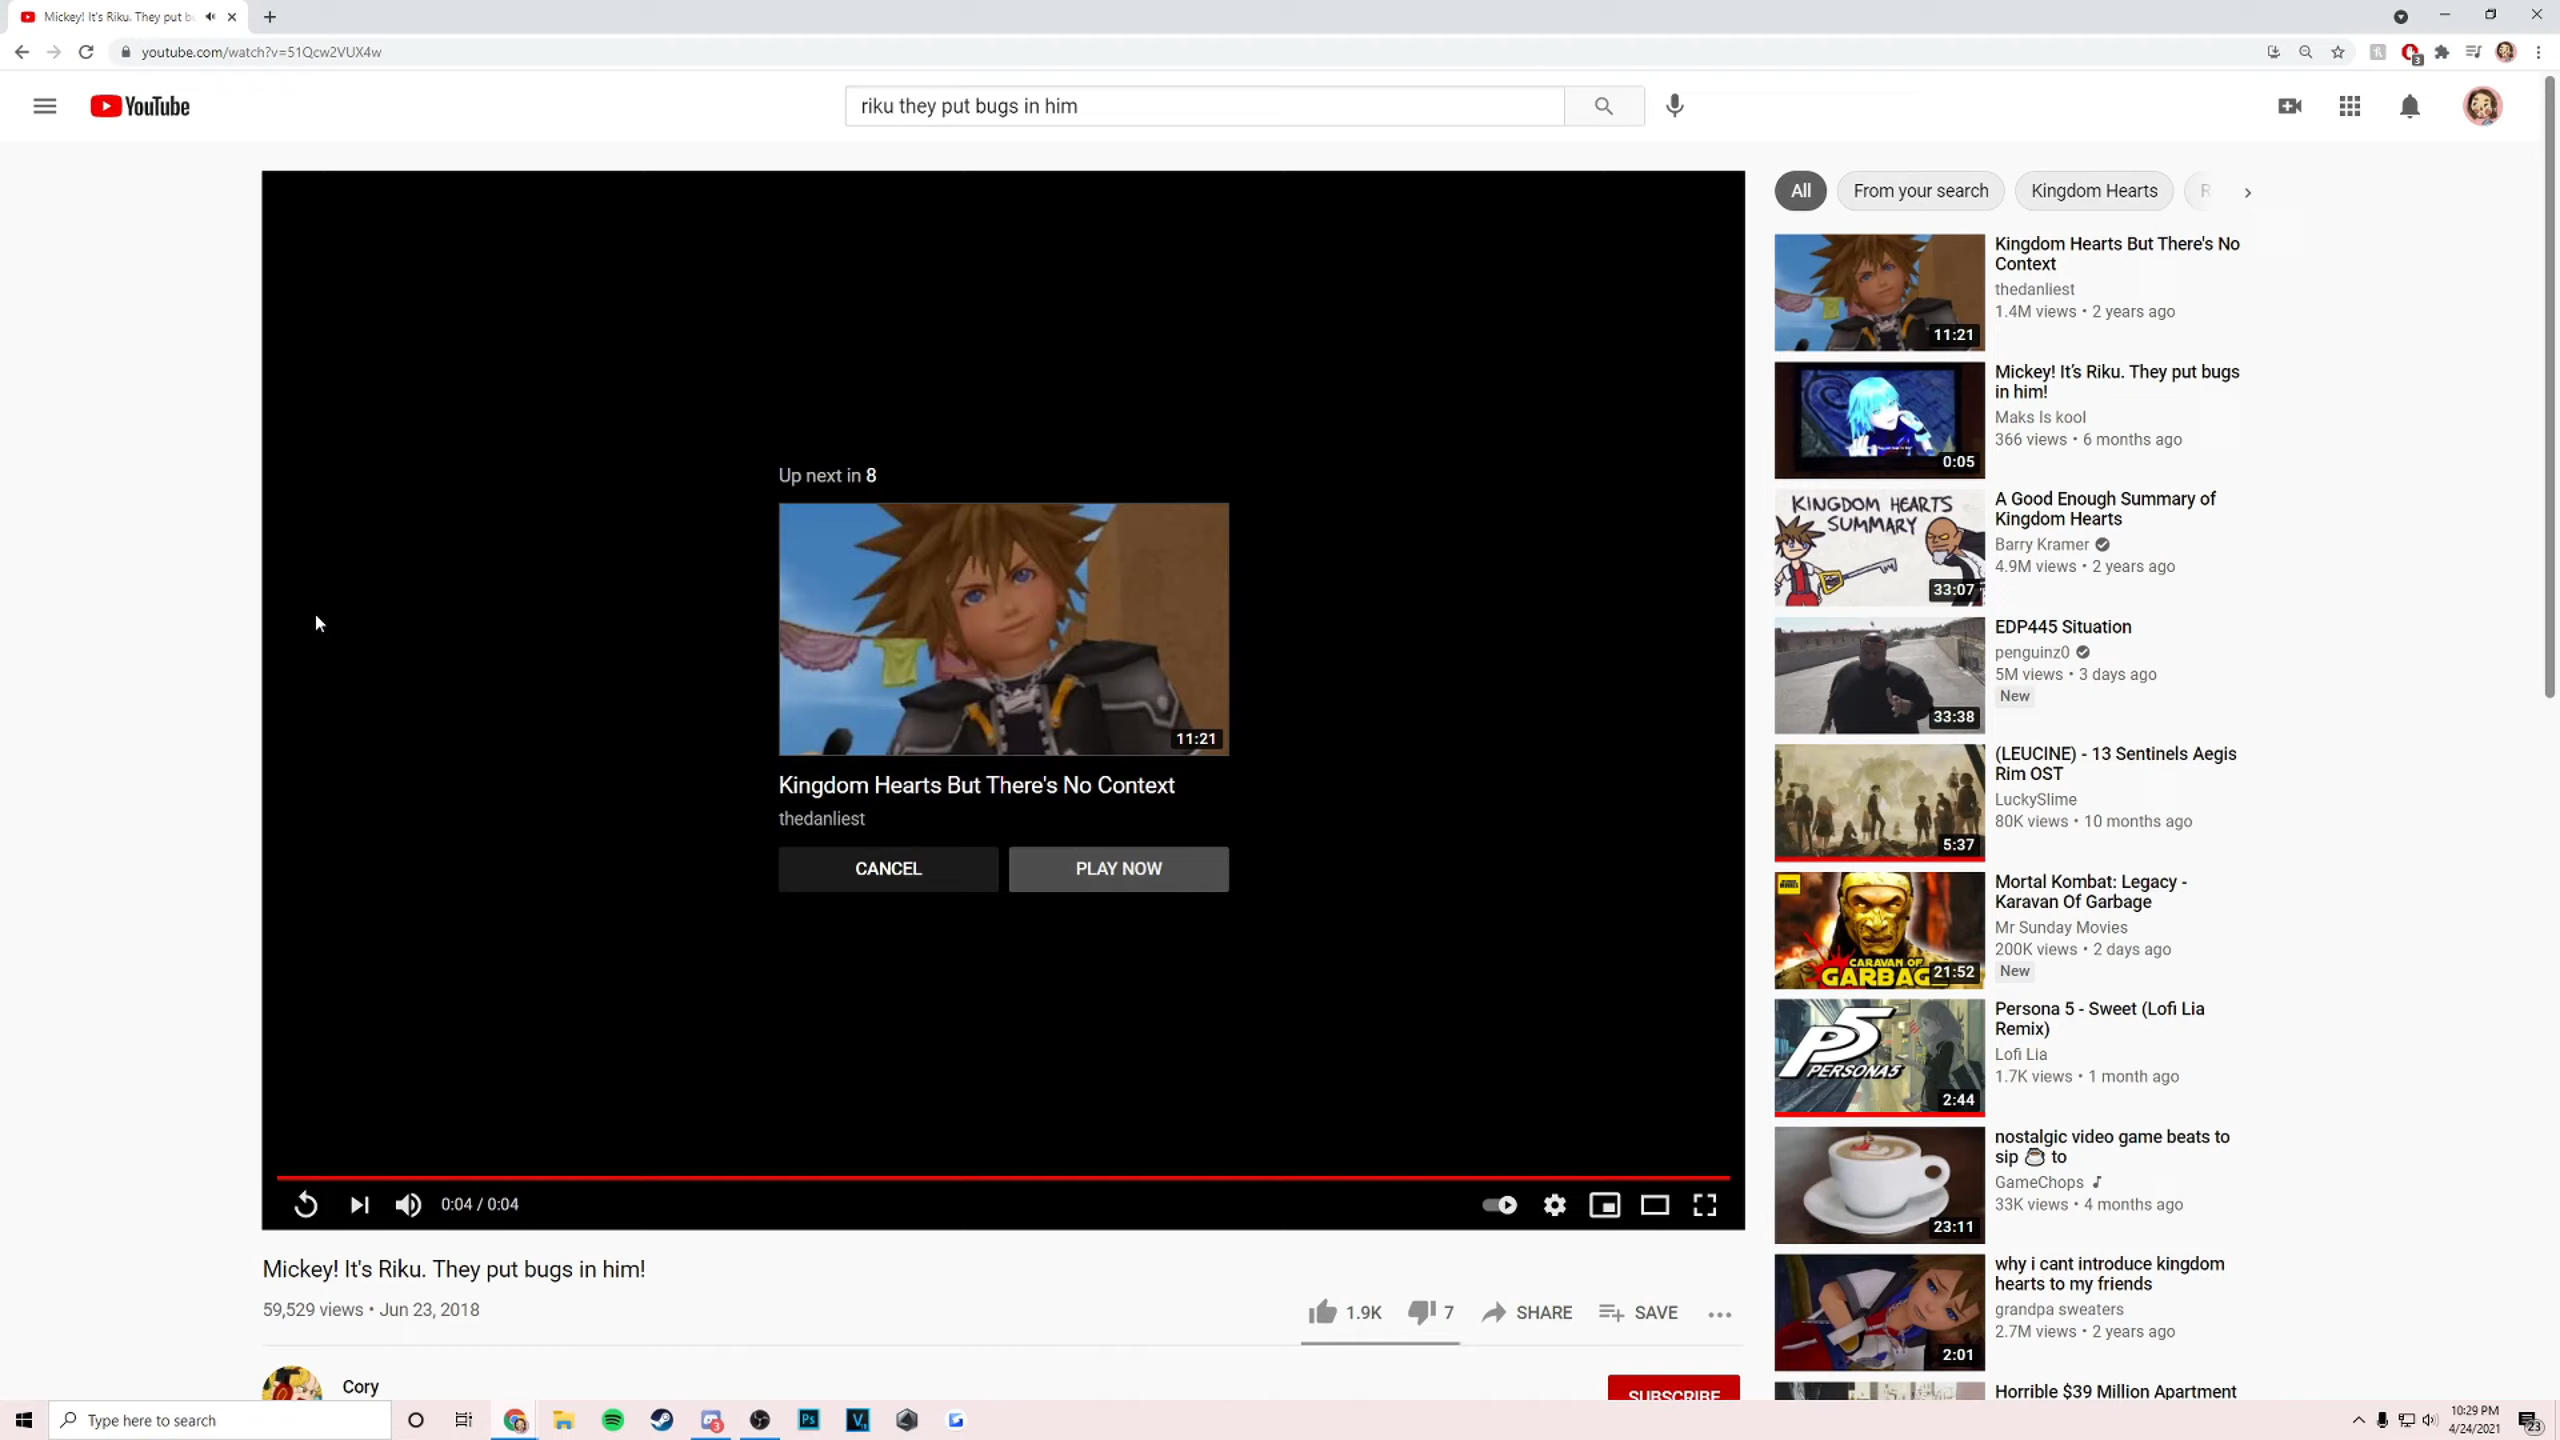 Mickey! It's Riku. They put b
youtube.com/watch?v=51Qcw2VUX4w
3
YouTube
riku they put bugs in him
Up next in 8
11:21
Kingdom Hearts But There's No Context
thedanliest
CANCEL
PLAY NOW
0:04 / 0:04
Mickey! It's Riku. They put bugs in him!
59,529 views • Jun 23, 2018
1.9K
7
SHARE
SAVE
Cory
SUBSCRIBE
All
From your search
Kingdom Hearts
R
11:21
Kingdom Hearts But There's No
Context
thedanliest
1.4M views • 2 years ago
0:05
Mickey! It’s Riku. They put bugs
in him!
Maks Is kool
366 views • 6 months ago
KINGDOM HEARTS
SUMMARY
33:07
A Good Enough Summary of
Kingdom Hearts
Barry Kramer
4.9M views • 2 years ago
33:38
EDP445 Situation
penguinz0
5M views • 3 days ago
New
5:37
(LEUCINE) - 13 Sentinels Aegis
Rim OST
LuckySlime
80K views • 10 months ago
CARAVAN OF
GARBAG
21:52
Mortal Kombat: Legacy -
Karavan Of Garbage
Mr Sunday Movies
200K views • 2 days ago
New
P5
PERSONA5
2:44
Persona 5 - Sweet (Lofi Lia
Remix)
Lofi Lia
1.7K views • 1 month ago
23:11
nostalgic video game beats to
sip ☕ to
GameChops ♪
33K views • 4 months ago
2:01
why i cant introduce kingdom
hearts to my friends
grandpa sweaters
2.7M views • 2 years ago
Horrible $39 Million Apartment
Type here to search
3
Ps
V
10:29 PM
4/24/2021
23